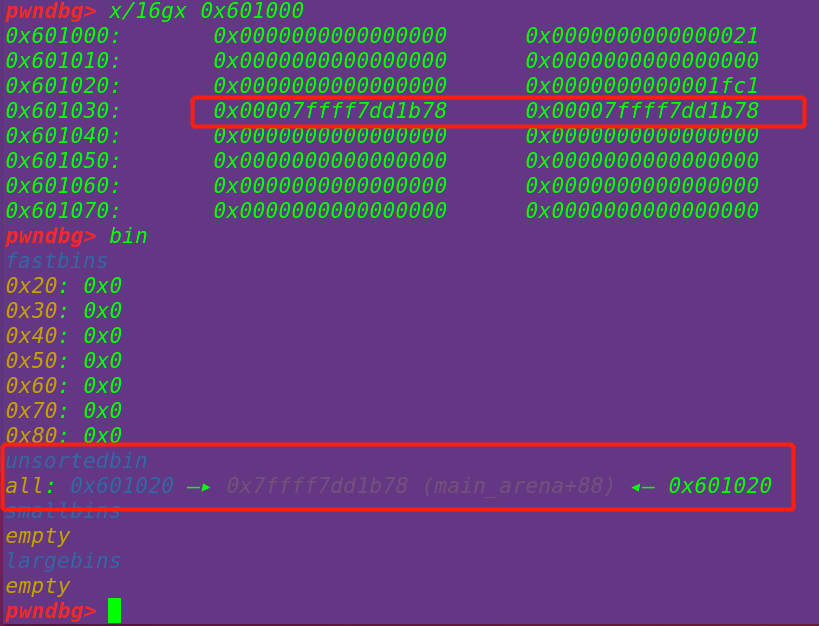 pwndbg> x/16gx 0x601000
0x601000: 0x0000000000000000 0x0000000000000021
0x601010: 0x0000000000000000 0x0000000000000000
0x601020: 0x0000000000000000 0x0000000000001fc1
0x601030: 0x00007ffff7dd1b78 0x00007ffff7dd1b78
0x601040: 0x0000000000000000 0x0000000000000000
0x601050: 0x0000000000000000 0x0000000000000000
0x601060: 0x0000000000000000 0x0000000000000000
0x601070: 0x0000000000000000 0x0000000000000000
pwndbg> bin
fastbins
0x20: 0x0
0x30: 0x0
0x40: 0x0
0x50: 0x0
0x60: 0x0
0x70: 0x0
0x80: 0x0
unsortedbin
all: 0x601020 —▸ 0x7ffff7dd1b78 (main_arena+88) ◂— 0x601020
smallbins
empty
largebins
empty
pwndbg>